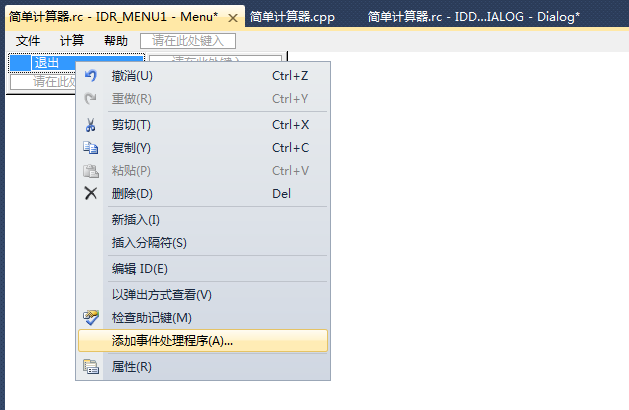 简单计算器.rc - IDR_MENU1 - Menu* 简单计算器.cpp 简单计算器.rc - IDD...IALOG - Dialog*
文件 计算 帮助 请在此处键入
退出 请在此处键入
请在此处
撤消(U) Ctrl+Z
重做(R) Ctrl+Y
剪切(T) Ctrl+X
复制(Y) Ctrl+C
粘贴(P) Ctrl+V
删除(D) Del
新插入(I)
插入分隔符(S)
编辑 ID(E)
以弹出方式查看(V)
检查助记键(M)
添加事件处理程序(A)...
属性(R)